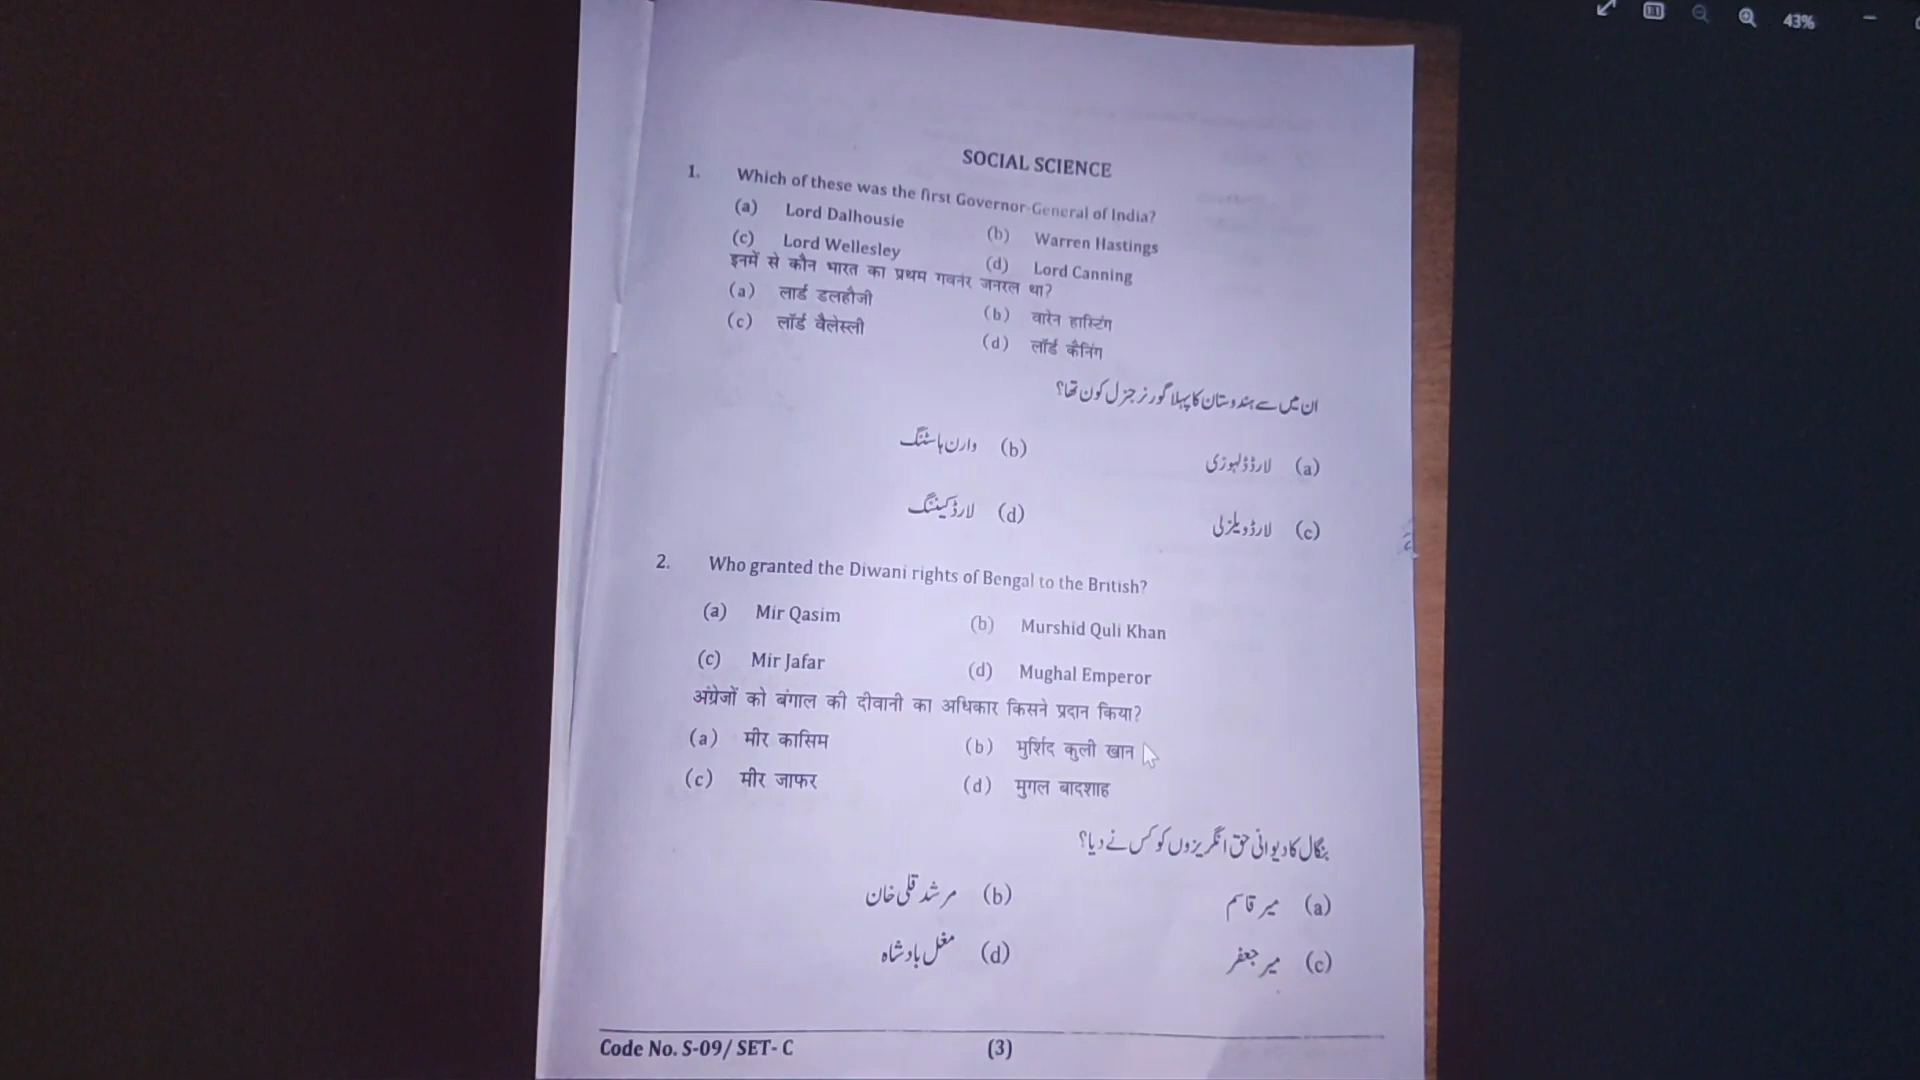 43%
SOCIAL SCIENCE
1. Which of these was the first Governor-General of India?
(a) Lord Dalhousie (b) Warren Hastings
(c) Lord Wellesley (d) Lord Canning
इनमें से कौन भारत का प्रथम गवर्नर जनरल था?
(a) लार्ड डलहौजी (b) वारेन हास्टिंग
(c) लॉर्ड वैलेस्ली (d) लॉर्ड कैनिंग
ان میں سے ہندوستان کا پہلا گورنر جزل کون تھا؟
(a) لارڈ ڈلہوزی (b) وارن ہاسٹنگ
(c) لارڈ ویلزلی (d) لارڈ کیننگ
2. Who granted the Diwani rights of Bengal to the British?
(a) Mir Qasim (b) Murshid Quli Khan
(c) Mir Jafar (d) Mughal Emperor
अंग्रेजों को बंगाल की दीवानी का अधिकार किसने प्रदान किया?
(a) मीर कासिम (b) मुर्शिद कुली खान
(c) मीर जाफर (d) मुगल बादशाह
بنگال کا دیوانی حق انگریزوں کو کس نے دیا؟
(a) میر قاسم (b) مرشد قلی خان
(c) میر جعفر (d) مغل بادشاہ
Code No. S-09/ SET- C (3)